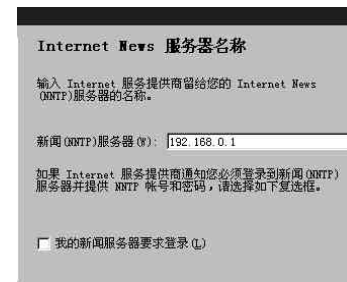 Internet News 服务器名称
输入 Internet 服务提供商留给您的 Internet News
(NNTP)服务器的名称。
新闻(NNTP)服务器(W): 192.168.0.1
如果 Internet 服务提供商通知您必须登录到新闻(NNTP)
服务器并提供 NNTP 帐号和密码，请选择如下复选框。
我的新闻服务器要求登录(L)